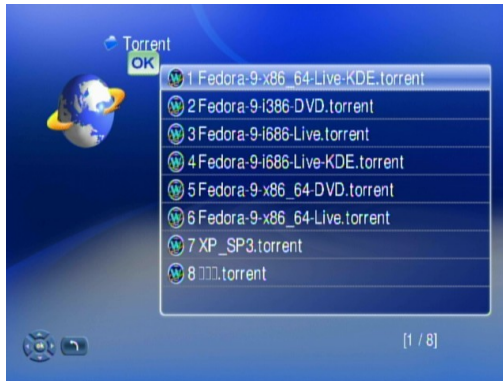 Torrent
OK
1 Fedora-9-x86_64-Live-KDE.torrent
2 Fedora-9-i386-DVD.torrent
3 Fedora-9-i686-Live.torrent
4 Fedora-9-i686-Live-KDE.torrent
5 Fedora-9-x86_64-DVD.torrent
6 Fedora-9-x86_64-Live.torrent
7 XP_SP3.torrent
8 □□□.torrent
[1 / 8]